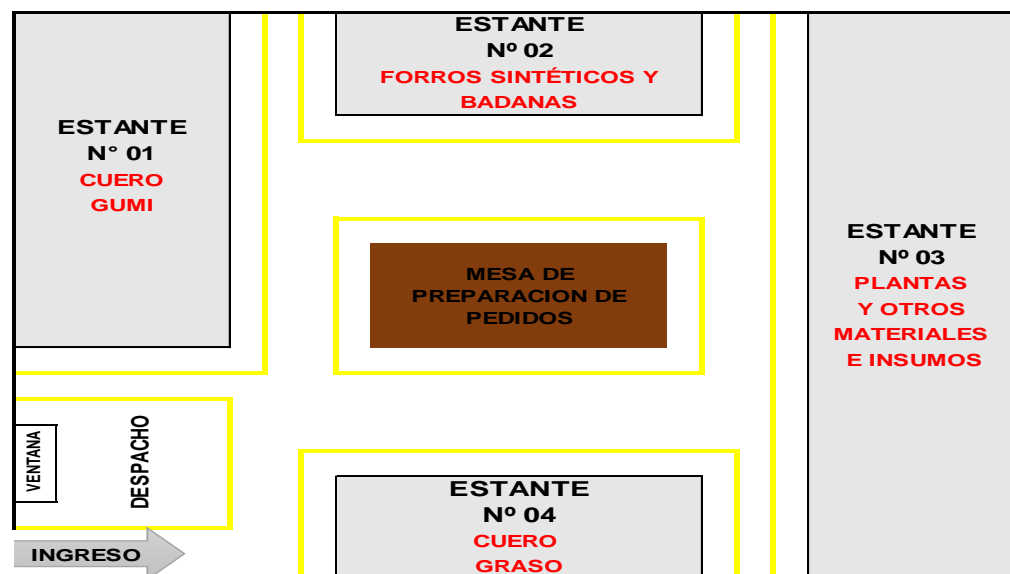 ESTANTE
N° 01
CUERO
GUMI
ESTANTE
Nº 02
FORROS SINTÉTICOS Y
BADANAS
MESA DE
PREPARACION DE
PEDIDOS
ESTANTE
Nº 03
PLANTAS
Y OTROS
MATERIALES
E INSUMOS
VENTANA
DESPACHO
INGRESO
ESTANTE
Nº 04
CUERO
GRASO